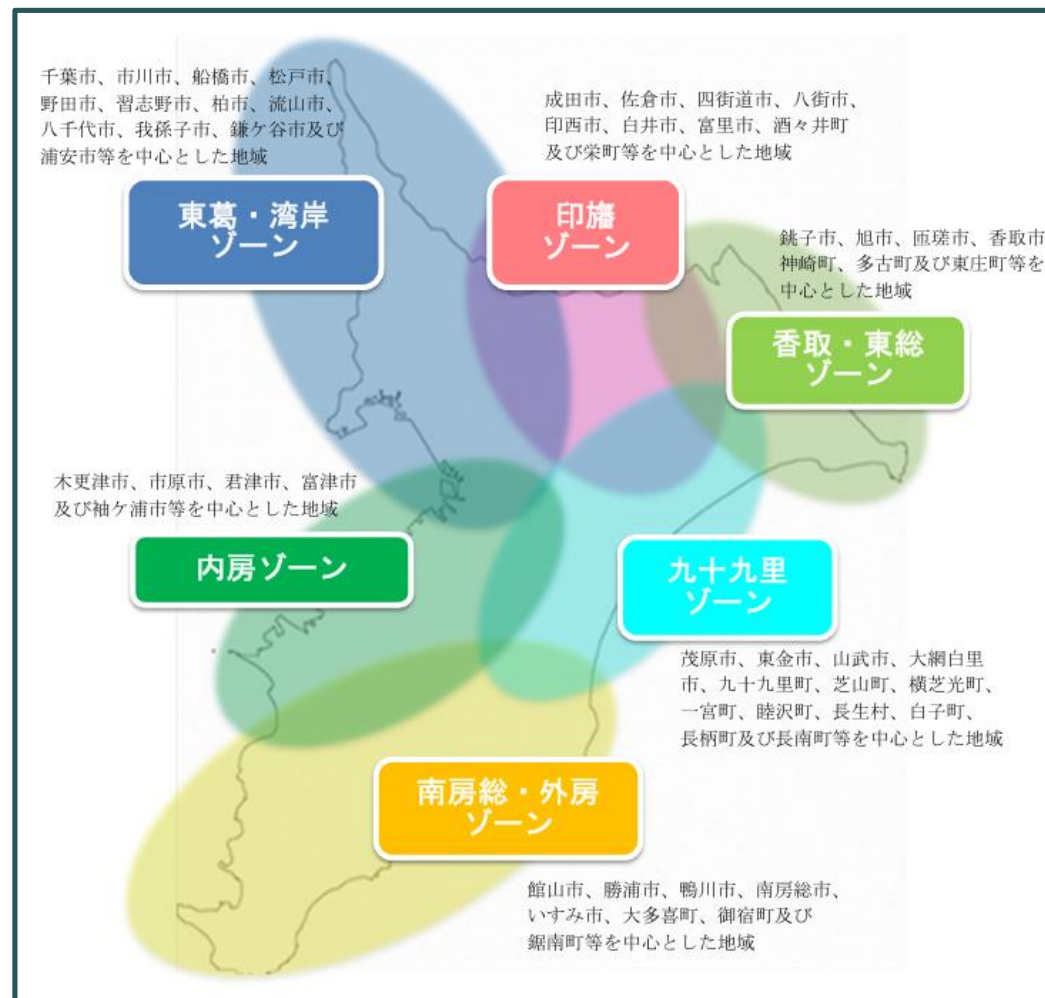 千葉市、市川市、船橋市、松戸市、
野田市、習志野市、柏市、流山市、
八千代市、我孫子市、鎌ケ谷市及び
浦安市等を中心とした地域
東葛・湾岸
ゾーン
成田市、佐倉市、四街道市、八街市、
印西市、白井市、富里市、酒々井町
及び栄町等を中心とした地域
印旛
ゾーン
銚子市、旭市、匝瑳市、香取市
神崎町、多古町及び東庄町等を
中心とした地域
香取・東総
ゾーン
木更津市、市原市、君津市、富津市
及び袖ケ浦市等を中心とした地域
内房ゾーン
九十九里
ゾーン
茂原市、東金市、山武市、大網白里
市、九十九里町、芝山町、横芝光町、
一宮町、睦沢町、長生村、白子町、
長柄町及び長南町等を中心とした地域
南房総・外房
ゾーン
館山市、勝浦市、鴨川市、南房総市、
いすみ市、大多喜町、御宿町及び
鋸南町等を中心とした地域